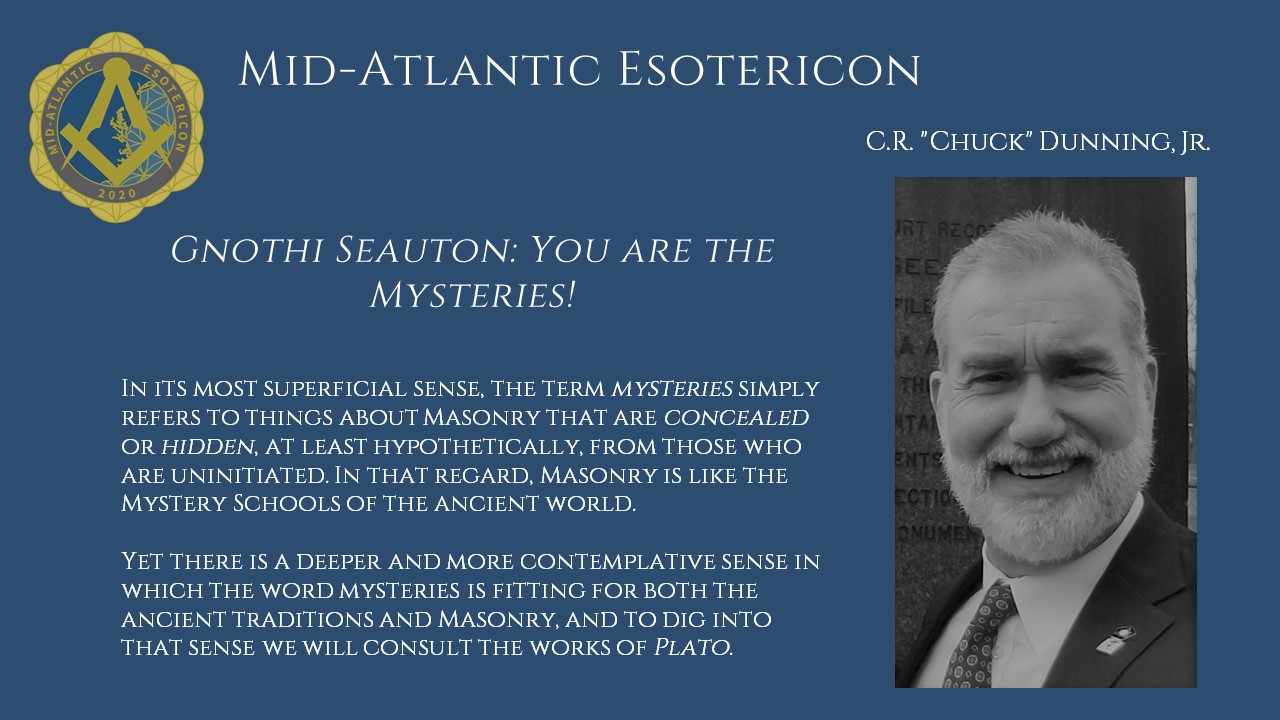 MID-ATLANTIC ESOTERICON
2020
MID-ATLANTIC ESOTERICON
C.R. "CHUCK" DUNNING, JR.
GNOTHI SEAUTON: YOU ARE THE
MYSTERIES!
IN ITS MOST SUPERFICIAL SENSE, THE TERM MYSTERIES SIMPLY
REFERS TO THINGS ABOUT MASONRY THAT ARE CONCEALED
OR HIDDEN, AT LEAST HYPOTHETICALLY, FROM THOSE WHO
ARE UNINITIATED. IN THAT REGARD, MASONRY IS LIKE THE
MYSTERY SCHOOLS OF THE ANCIENT WORLD.
YET THERE IS A DEEPER AND MORE CONTEMPLATIVE SENSE IN
WHICH THE WORD MYSTERIES IS FITTING FOR BOTH THE
ANCIENT TRADITIONS AND MASONRY, AND TO DIG INTO
THAT SENSE WE WILL CONSULT THE WORKS OF PLATO.